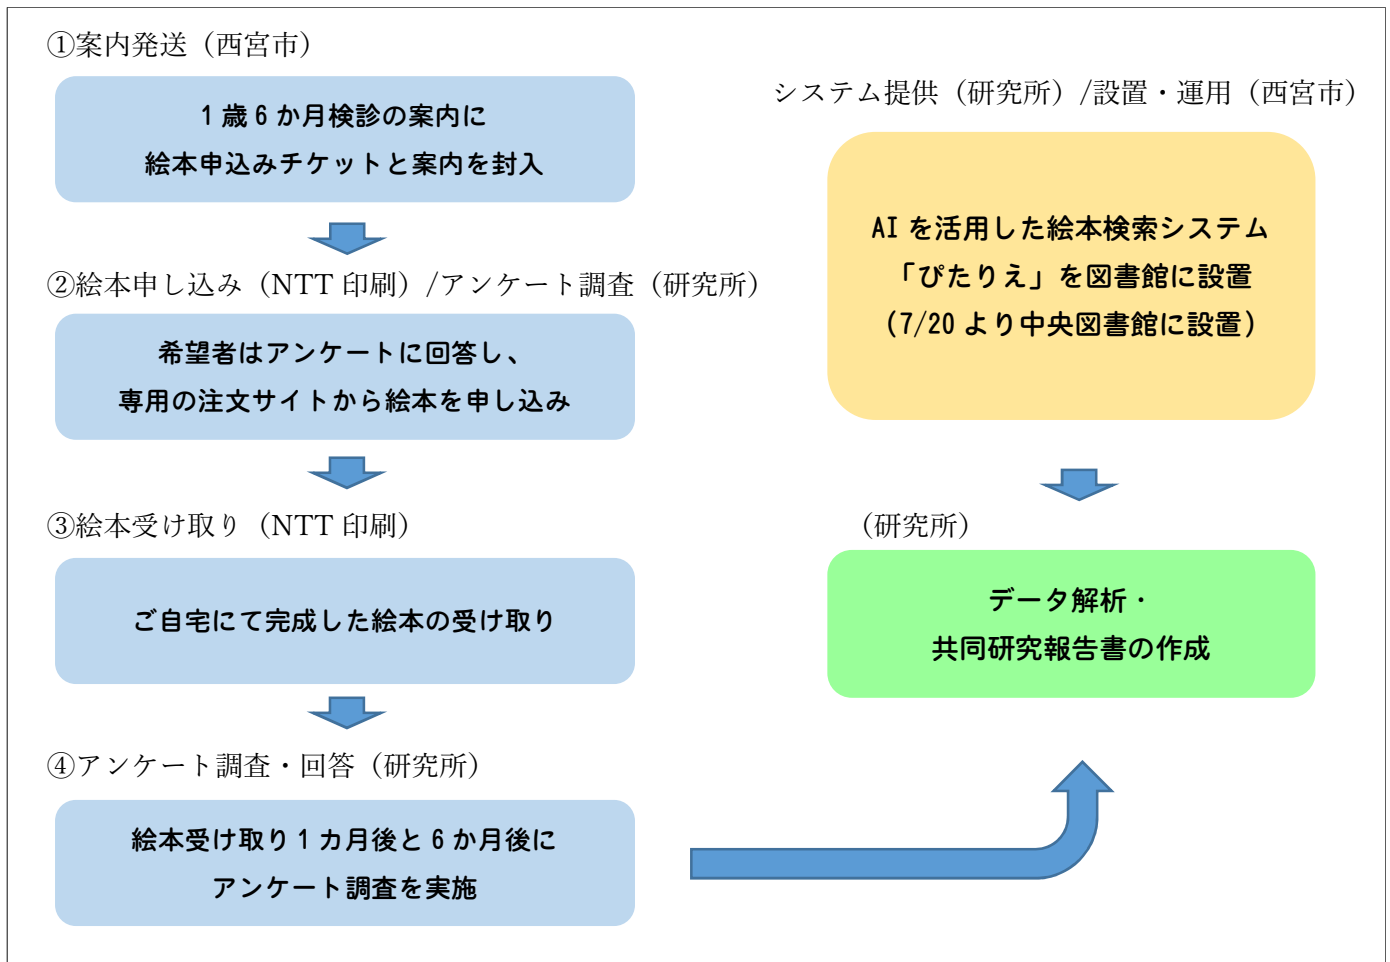 ①案内発送（西宮市）
1歳6か月検診の案内に
絵本申込みチケットと案内を封入
②絵本申し込み（NTT 印刷）/アンケート調査（研究所）
希望者はアンケートに回答し、
専用の注文サイトから絵本を申し込み
③絵本受け取り（NTT 印刷）
ご自宅にて完成した絵本の受け取り
④アンケート調査・回答（研究所）
絵本受け取り1カ月後と6か月後に
アンケート調査を実施
システム提供（研究所）/設置・運用（西宮市）
AIを活用した絵本検索システム
「ぴたりえ」を図書館に設置
(7/20より中央図書館に設置)
（研究所）
データ解析・
共同研究報告書の作成